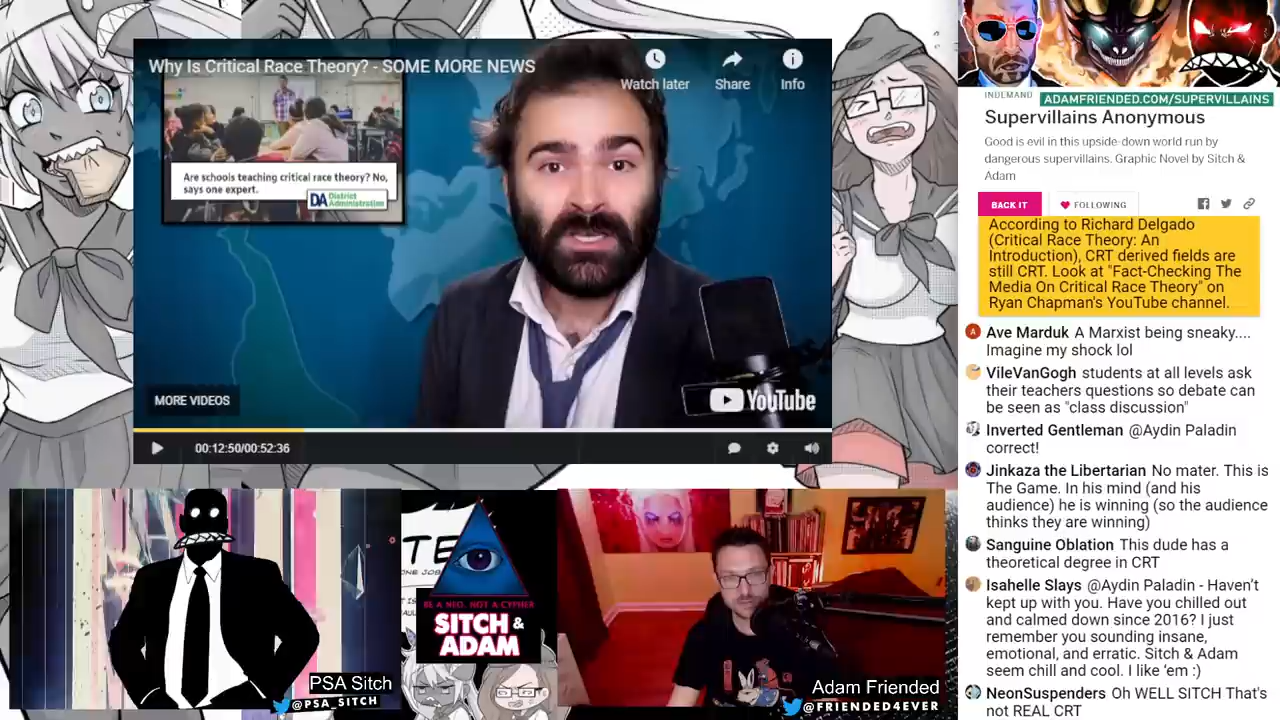 Why Is Critical Race Theory? - SOME MORE NEWS
Watch later
Share
Info
Are schools teaching critical race theory? No,
says one expert.
DA District
Administration
MORE VIDEOS
YouTube
00:12:50/00:52:36
BE A NEO, NOT A CYPHER
SITCH &
ADAM
PSA Sitch
@PSA_SITCH
Adam Friended
@FRIENDED4EVER
INDEMAND
ADAMFRIENDED.COM/SUPERVILLAINS
Supervillains Anonymous
Good is evil in this upside-down world run by
dangerous supervillains. Graphic Novel by Sitch &
Adam
BACK IT
FOLLOWING
According to Richard Delgado
(Critical Race Theory: An
Introduction), CRT derived fields are
still CRT. Look at "Fact-Checking The
Media On Critical Race Theory" on
Ryan Chapman's YouTube channel.
A
Ave Marduk A Marxist being sneaky....
Imagine my shock lol
VileVanGogh students at all levels ask
their teachers questions so debate can
be seen as "class discussion"
Inverted Gentleman @Aydin Paladin
correct!
Jinkaza the Libertarian No mater. This is
The Game. In his mind (and his
audience) he is winning (so the audience
thinks they are winning)
Sanguine Oblation This dude has a
theoretical degree in CRT
Isahelle Slays @Aydin Paladin - Haven't
kept up with you. Have you chilled out
and calmed down since 2016? I just
remember you sounding insane,
emotional, and erratic. Sitch & Adam
seem chill and cool. I like 'em :)
NeonSuspenders Oh WELL SITCH That's
not REAL CRT